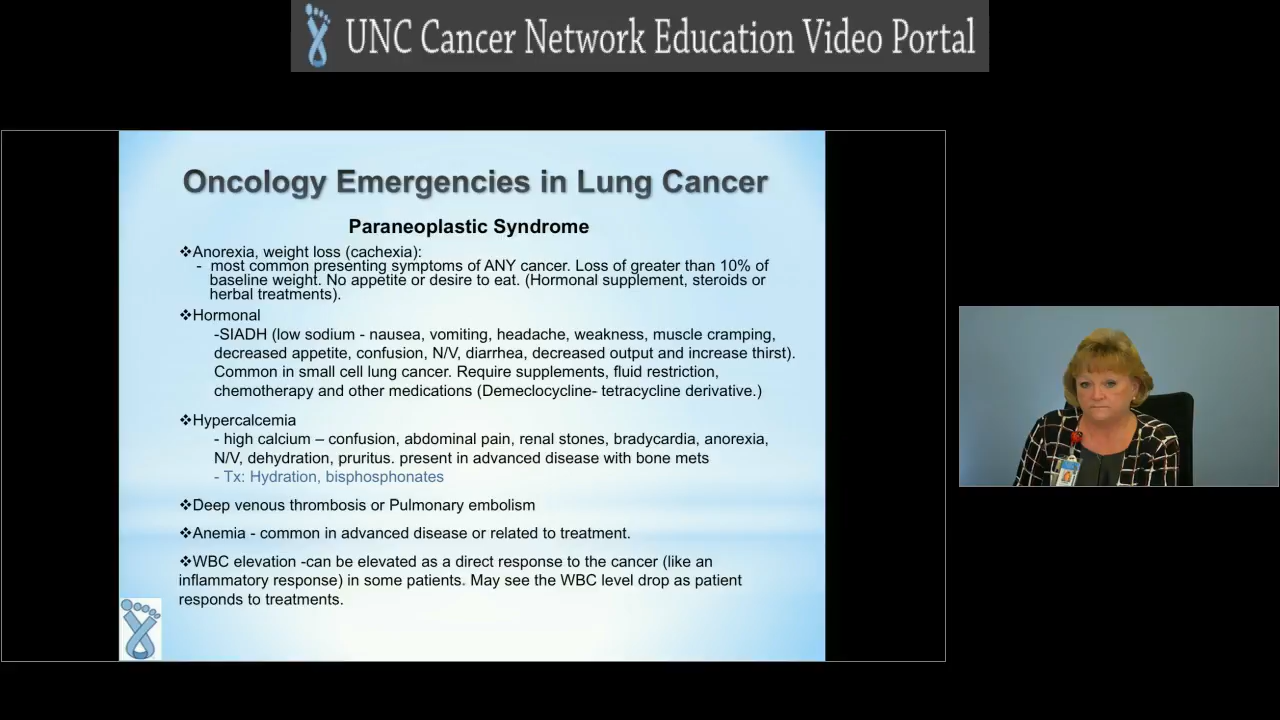 UNC Cancer Network Education Video Portal
Oncology Emergencies in Lung Cancer
Paraneoplastic Syndrome
❖Anorexia, weight loss (cachexia):
- most common presenting symptoms of ANY cancer. Loss of greater than 10% of
baseline weight. No appetite or desire to eat. (Hormonal supplement, steroids or
herbal treatments).
❖Hormonal
-SIADH (low sodium - nausea, vomiting, headache, weakness, muscle cramping,
decreased appetite, confusion, N/V, diarrhea, decreased output and increase thirst).
Common in small cell lung cancer. Require supplements, fluid restriction,
chemotherapy and other medications (Demeclocycline- tetracycline derivative.)
❖Hypercalcemia
- high calcium – confusion, abdominal pain, renal stones, bradycardia, anorexia,
N/V, dehydration, pruritus. present in advanced disease with bone mets
- Tx: Hydration, bisphosphonates
❖Deep venous thrombosis or Pulmonary embolism
❖Anemia - common in advanced disease or related to treatment.
❖WBC elevation -can be elevated as a direct response to the cancer (like an
inflammatory response) in some patients. May see the WBC level drop as patient
responds to treatments.